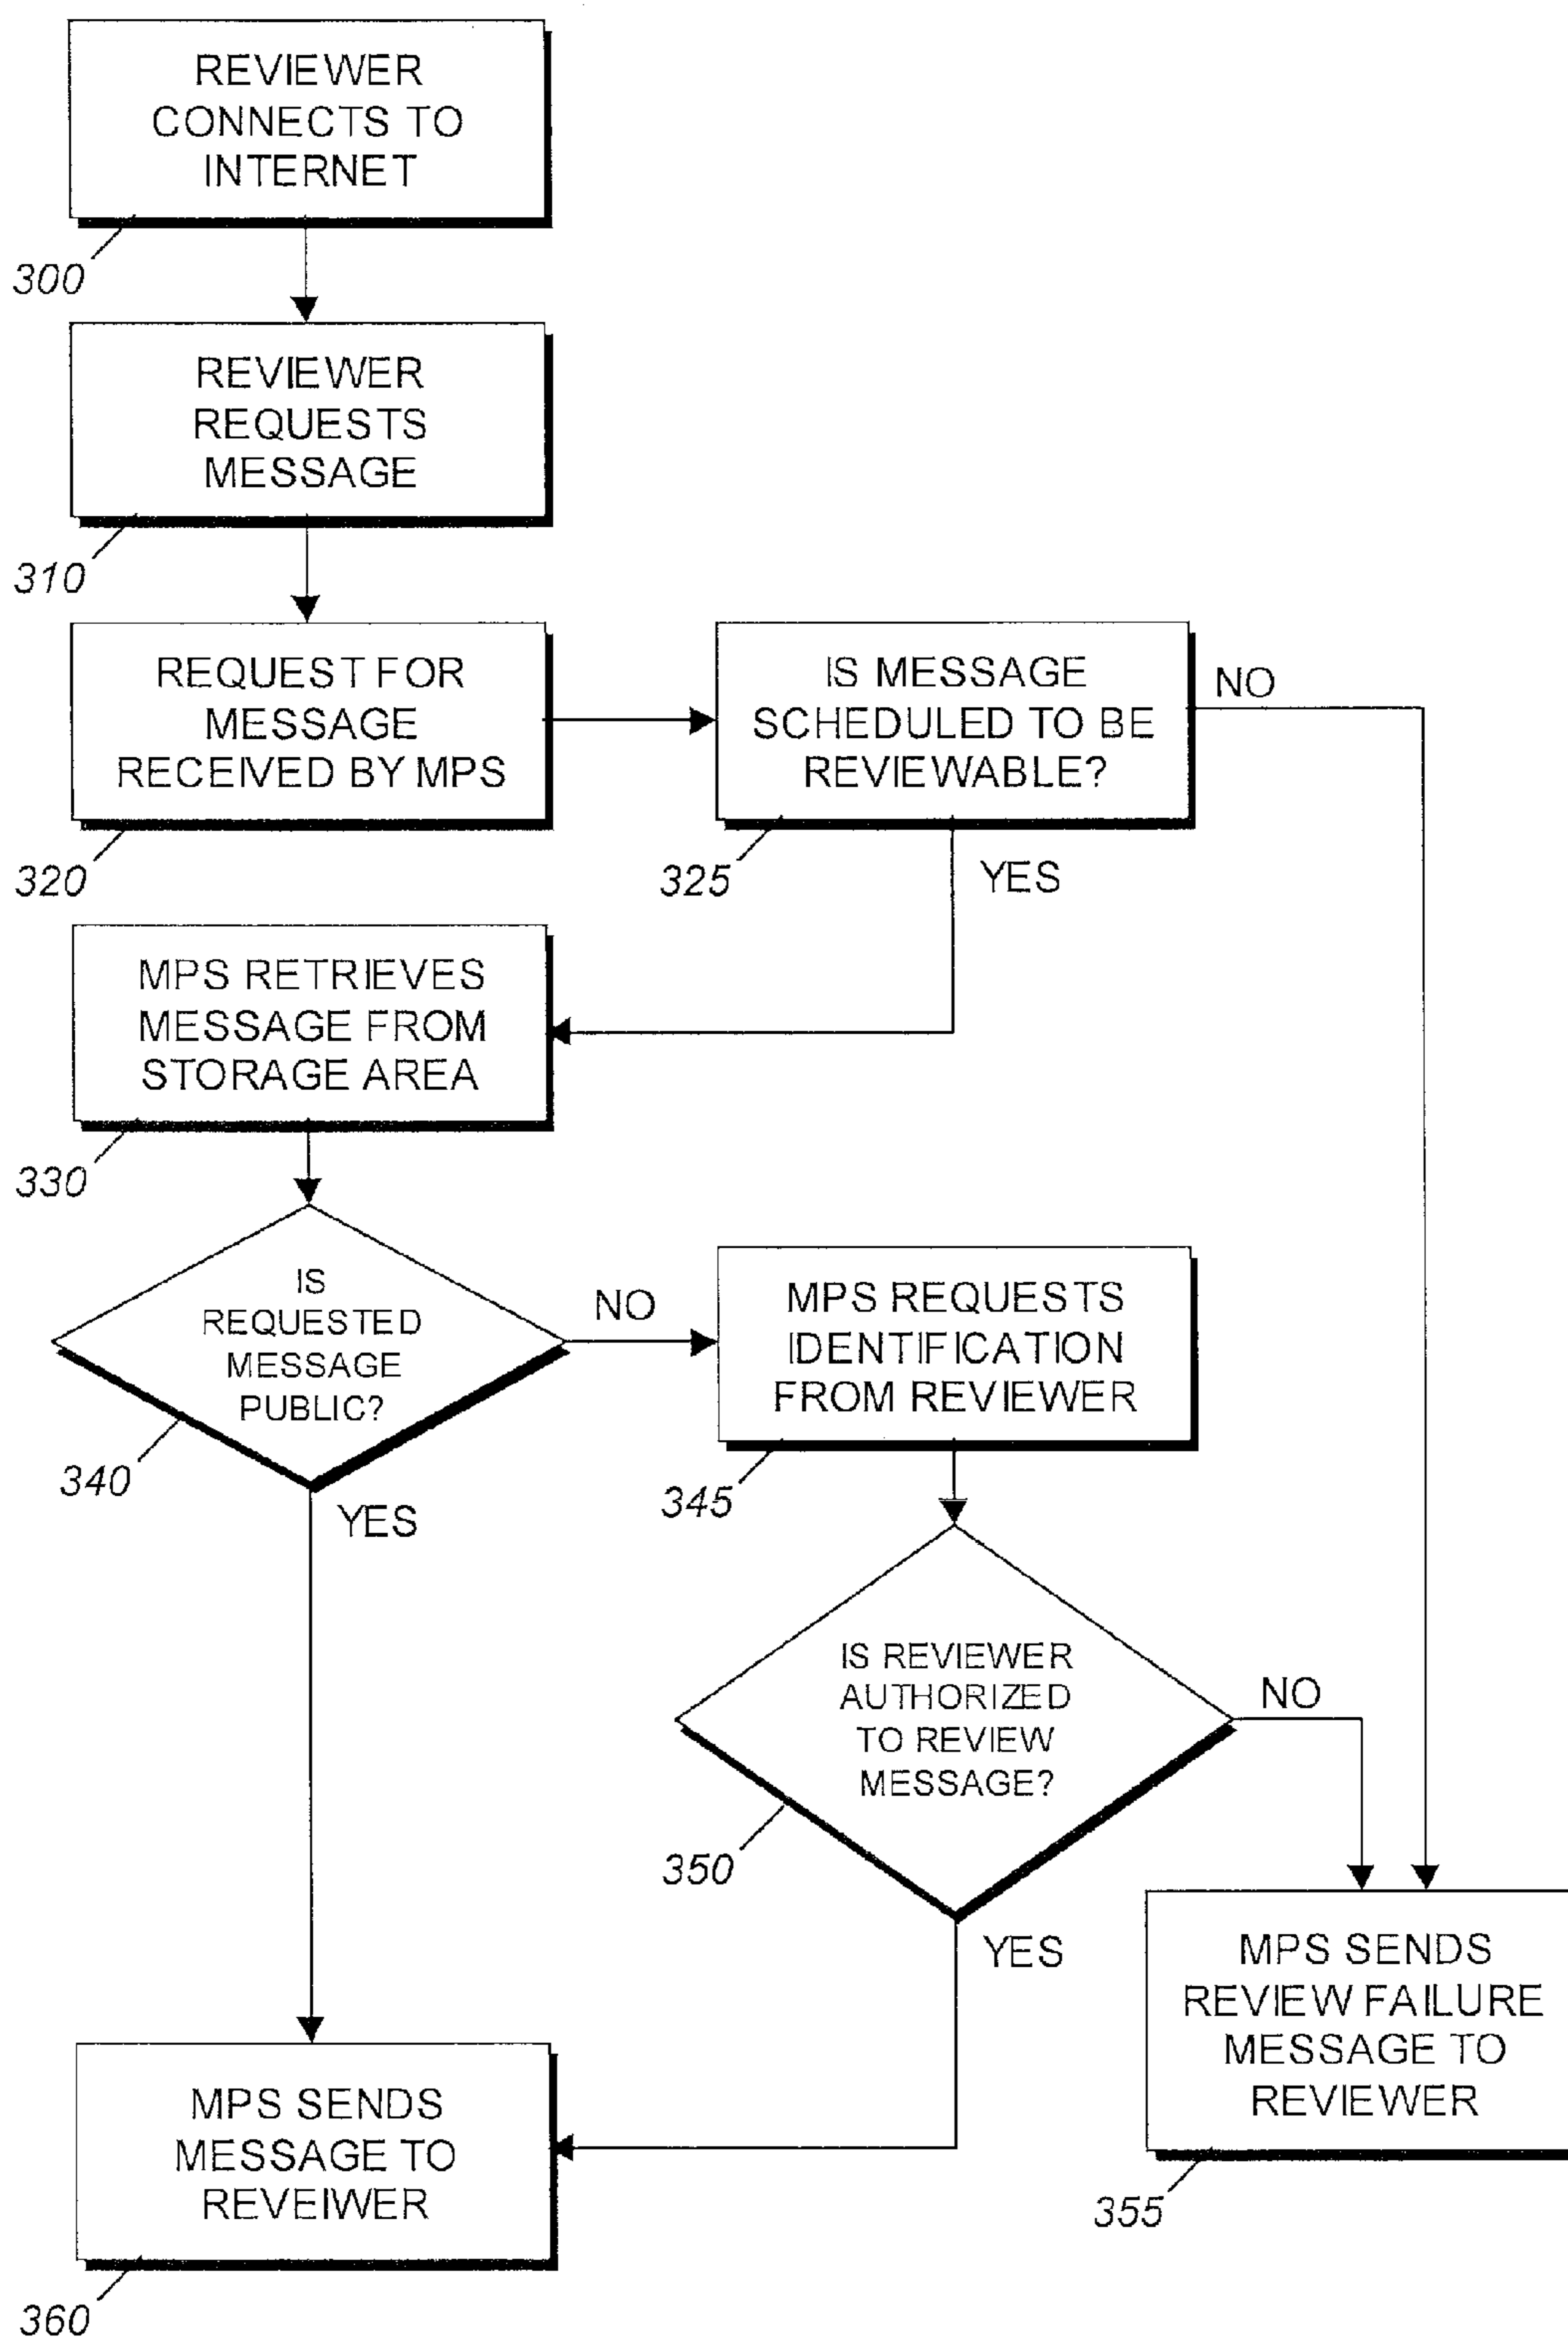 REVIEWER
CONNECTS TO
INTERNET
300
REVIEWER
REQUESTS
MESSAGE
310
REQUEST FOR
MESSAGE
RECEIVED BY MPS
320
IS MESSAGE
SCHEDULED TO BE
REVIEWABLE?
325
NO
YES
MPS RETRIEVES
MESSAGE FROM
STORAGE AREA
330
IS
REQUESTED
MESSAGE
PUBLIC?
340
NO
YES
MPS REQUESTS
IDENTIFICATION
FROM REVIEWER
345
IS REVIEWER
AUTHORIZED
TO REVIEW
MESSAGE?
350
NO
YES
MPS SENDS
REVIEW FAILURE
MESSAGE TO
REVIEWER
355
MPS SENDS
MESSAGE TO
REVEIWER
360